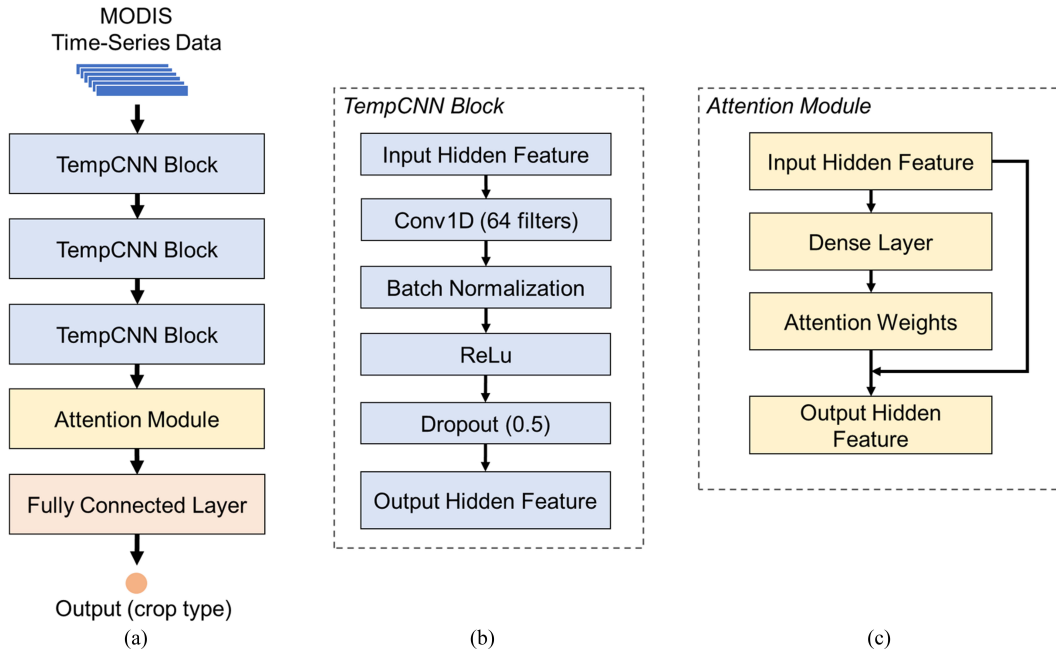 MODIS
Time-Series Data
TempCNN Block
TempCNN Block
TempCNN Block
Attention Module
Fully Connected Layer
Output (crop type)
(a)
TempCNN Block
Input Hidden Feature
Conv1D (64 filters)
Batch Normalization
ReLu
Dropout (0.5)
Output Hidden Feature
(b)
Attention Module
Input Hidden Feature
Dense Layer
Attention Weights
Output Hidden
Feature
(c)